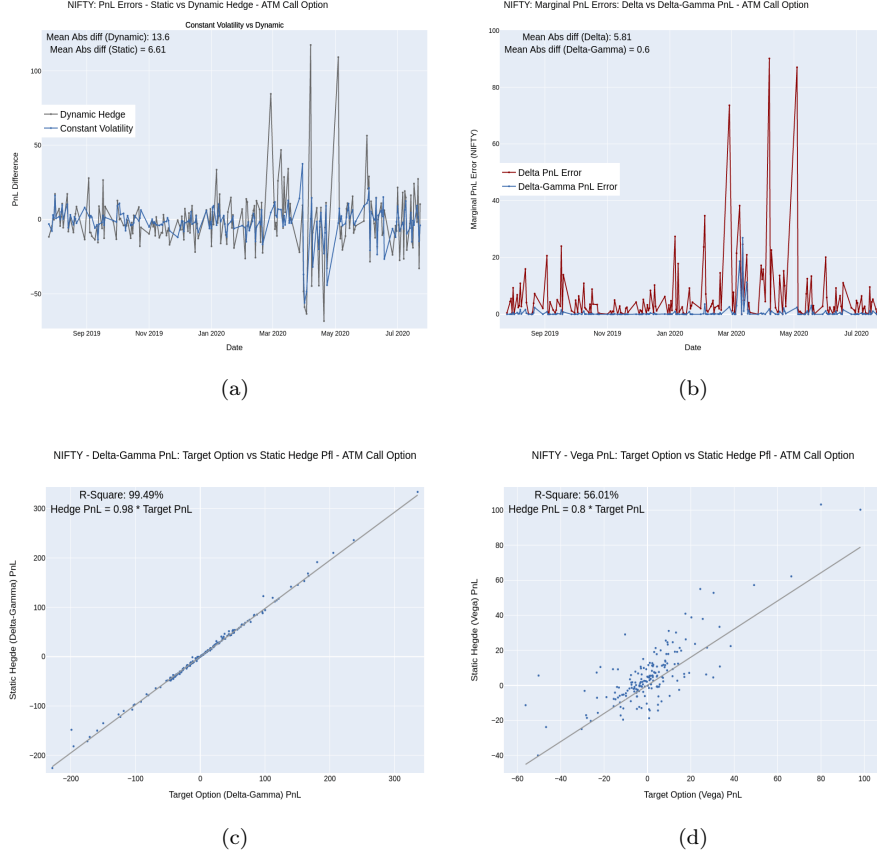 NIFTY: PnL Errors - Static vs Dynamic Hedge - ATM Call Option
Constant Volatility vs Dynamic
Mean Abs diff (Dynamic): 13.6
Mean Abs diff (Static) = 6.61
100
50
0
−50
PnL Difference
Dynamic Hedge
Constant Volatility
Sep 2019
Nov 2019
Jan 2020
Mar 2020
May 2020
Jul 2020
Date
(a)
NIFTY: Marginal PnL Errors: Delta vs Delta-Gamma PnL - ATM Call Option
Mean Abs diff (Delta): 5.81
Mean Abs diff (Delta-Gamma) = 0.6
100
80
60
40
20
0
Marginal PnL Error (NIFTY)
Delta PnL Error
Delta-Gamma PnL Error
Sep 2019
Nov 2019
Jan 2020
Mar 2020
May 2020
Jul 2020
Date
(b)
NIFTY - Delta-Gamma PnL: Target Option vs Static Hedge Pfl - ATM Call Option
R-Square: 99.49%
Hedge PnL = 0.98 * Target PnL
300
200
100
0
−100
−200
Static Hegde (Delta-Gamma) PnL
−200
−100
0
100
200
300
Target Option (Delta-Gamma) PnL
(c)
NIFTY - Vega PnL: Target Option vs Static Hedge Pfl - ATM Call Option
R-Square: 56.01%
Hedge PnL = 0.8 * Target PnL
100
80
60
40
20
0
−20
−40
Static Hegde (Vega) PnL
−60
−40
−20
0
20
40
60
80
100
Target Option (Vega) PnL
(d)